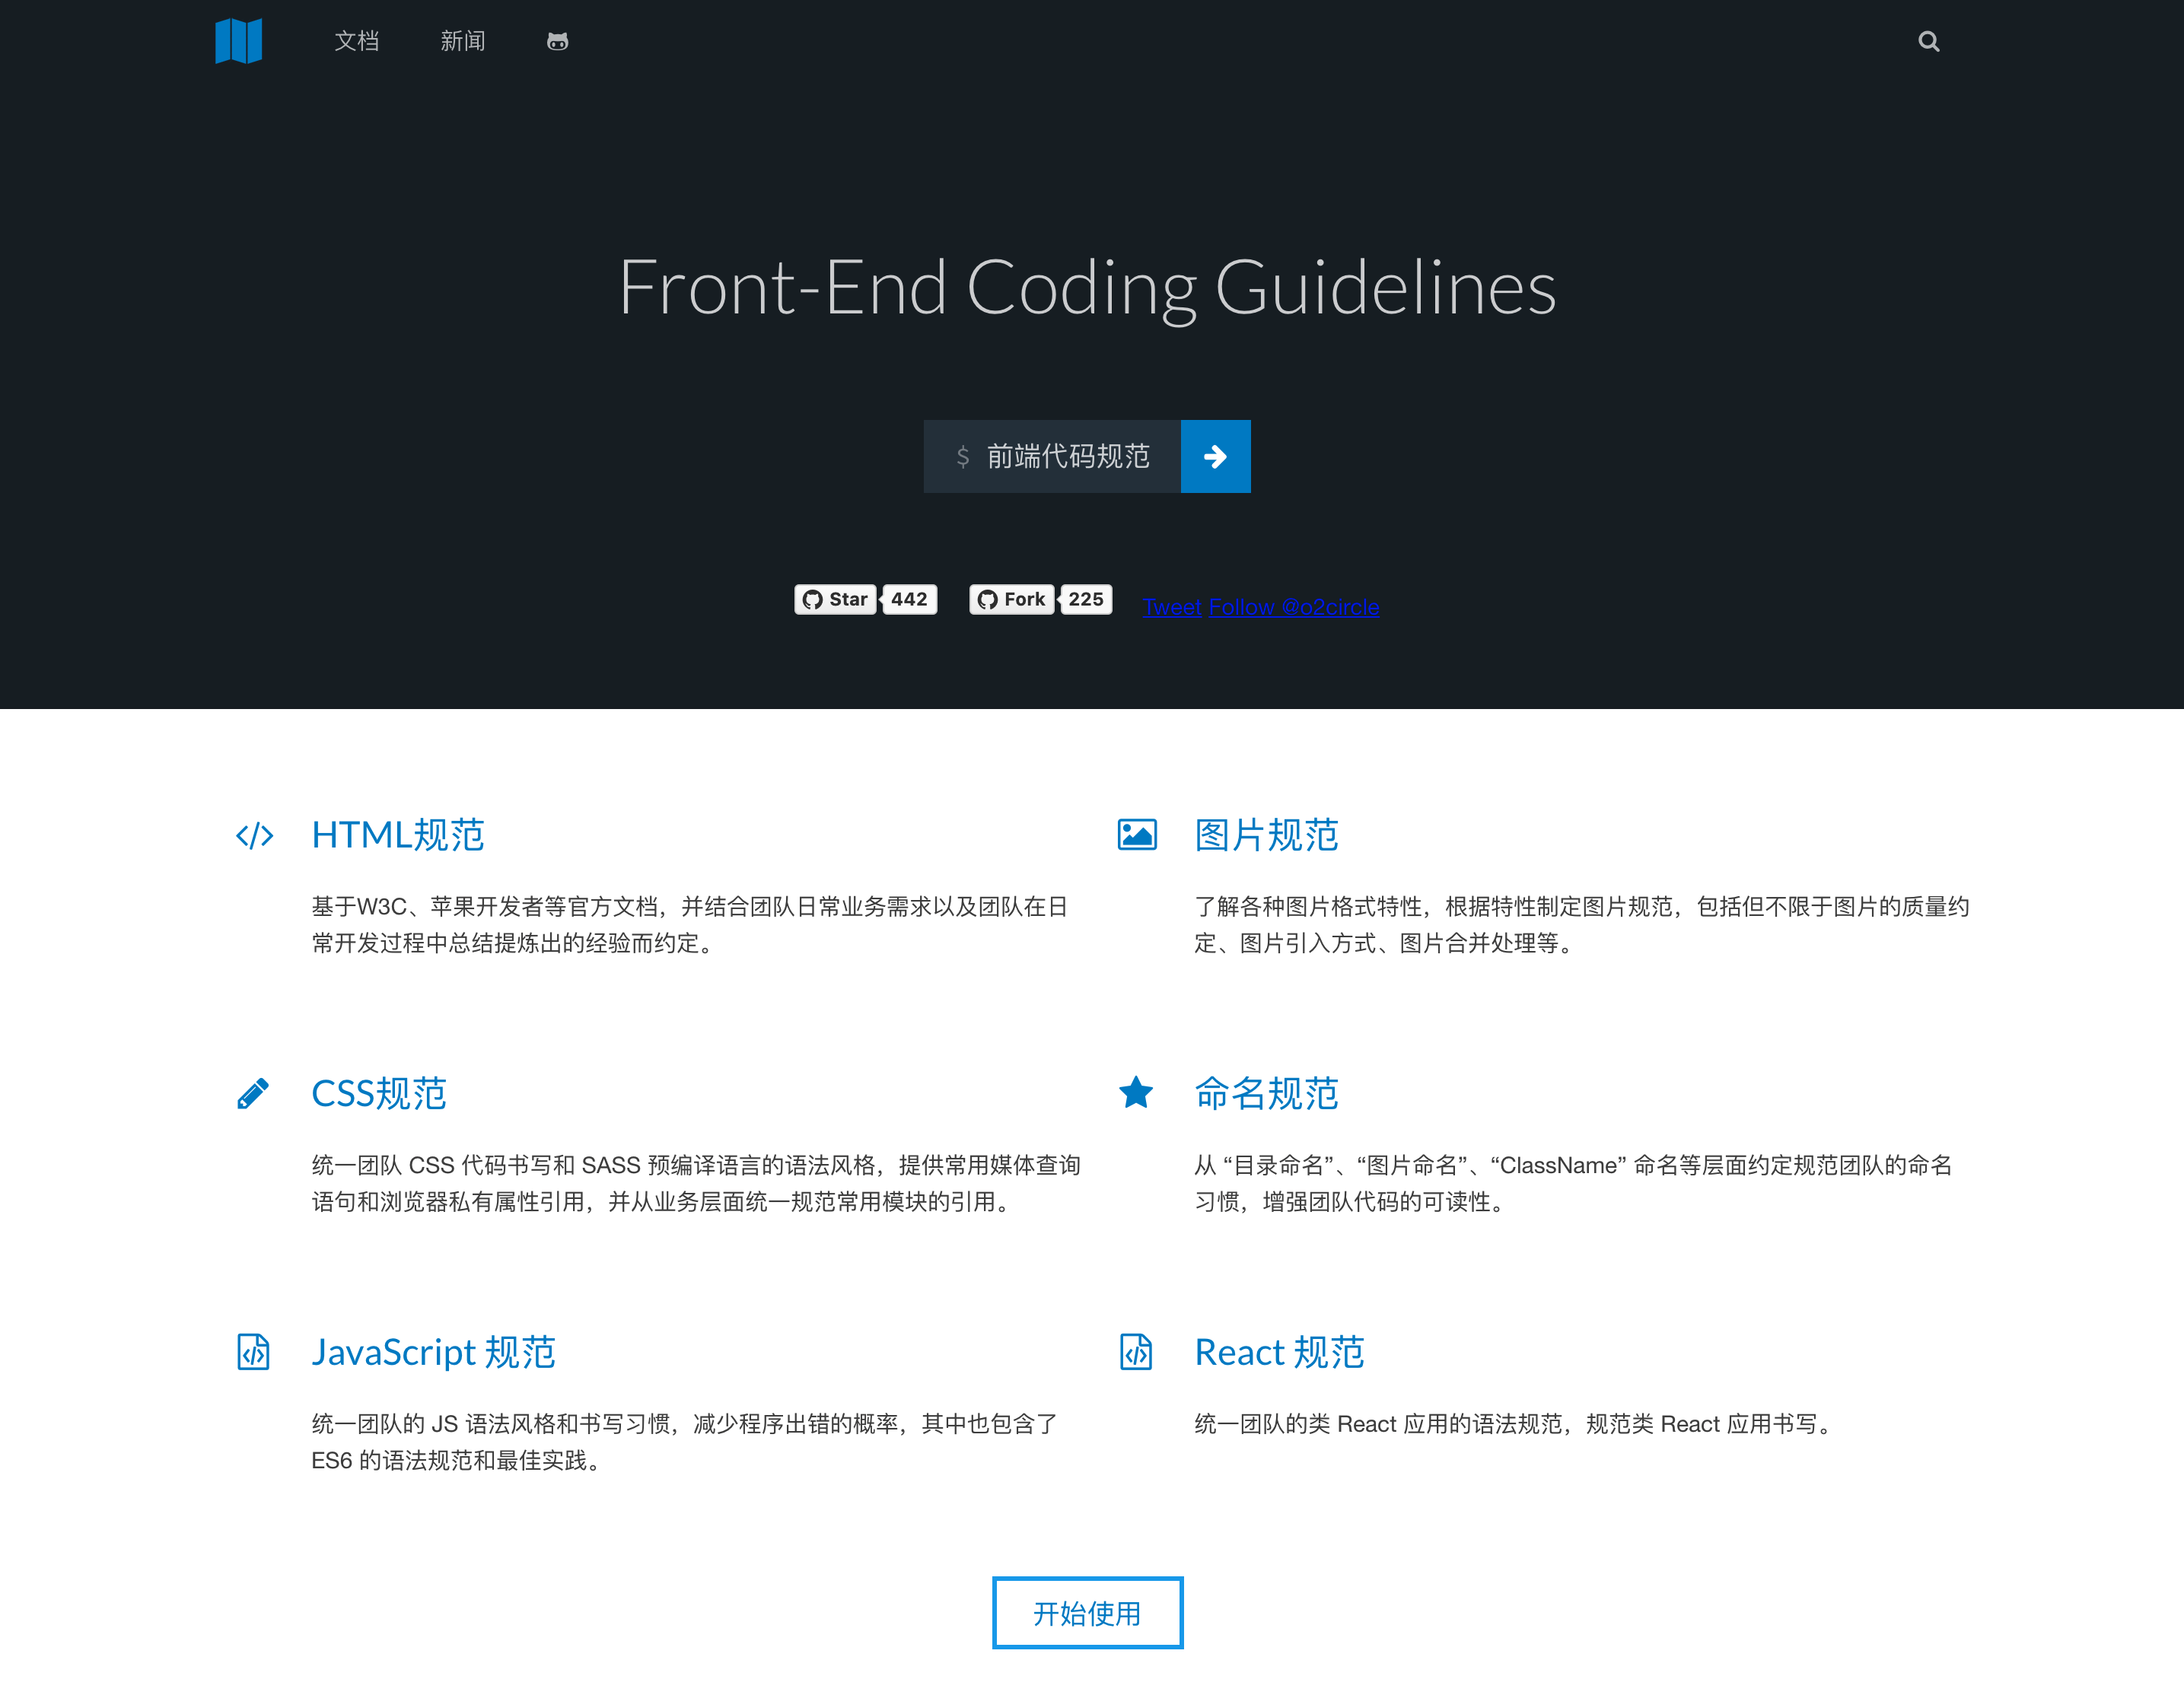 文档 新闻
Front-End Coding Guidelines
$ 前端代码规范
Star 442 Fork 225 Tweet Follow @o2circle
HTML规范
基于W3C、苹果开发者等官方文档，并结合团队日常业务需求以及团队在日
常开发过程中总结提炼出的经验而约定。
图片规范
了解各种图片格式特性，根据特性制定图片规范，包括但不限于图片的质量约
定、图片引入方式、图片合并处理等。
CSS规范
统一团队 CSS 代码书写和 SASS 预编译语言的语法风格，提供常用媒体查询
语句和浏览器私有属性引用，并从业务层面统一规范常用模块的引用。
命名规范
从 “目录命名”、“图片命名”、“ClassName” 命名等层面约定规范团队的命名
习惯，增强团队代码的可读性。
JavaScript 规范
统一团队的 JS 语法风格和书写习惯，减少程序出错的概率，其中也包含了
ES6 的语法规范和最佳实践。
React 规范
统一团队的类 React 应用的语法规范，规范类 React 应用书写。
开始使用